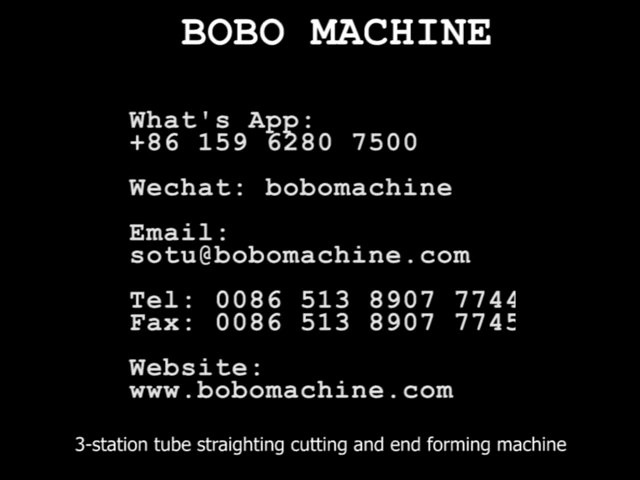 BOBO MACHINE
What's App:
+86 159 6280 7500
Wechat: bobomachine
Email:
sotu@bobomachine.com
Tel: 0086 513 8907 7744
Fax: 0086 513 8907 7745
Website:
www.bobomachine.com
3-station tube straighting cutting and end forming machine